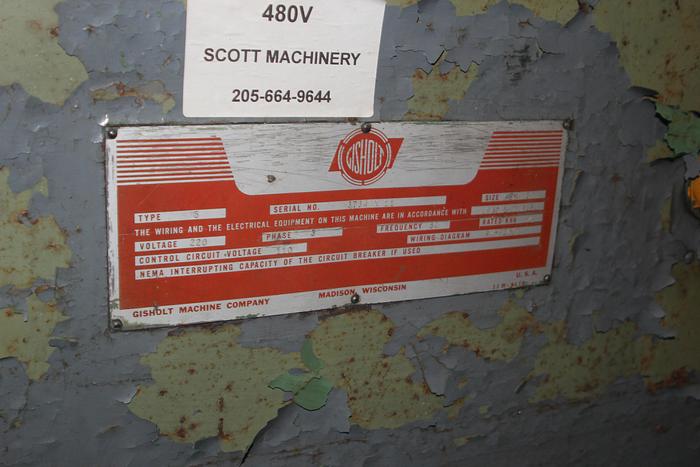 480V
SCOTT MACHINERY
205-664-9644
GISHOLT
TYPE S
SERIAL NO.
SIZE
THE WIRING AND THE ELECTRICAL EQUIPMENT ON THIS MACHINE ARE IN ACCORDANCE WITH
VOLTAGE 220 PHASE 3 FREQUENCY RATED KVA
CONTROL CIRCUIT VOLTAGE 110 WIRING DIAGRAM
NEMA INTERRUPTING CAPACITY OF THE CIRCUIT BREAKER IF USED
GISHOLT MACHINE COMPANY MADISON, WISCONSIN U.S.A.